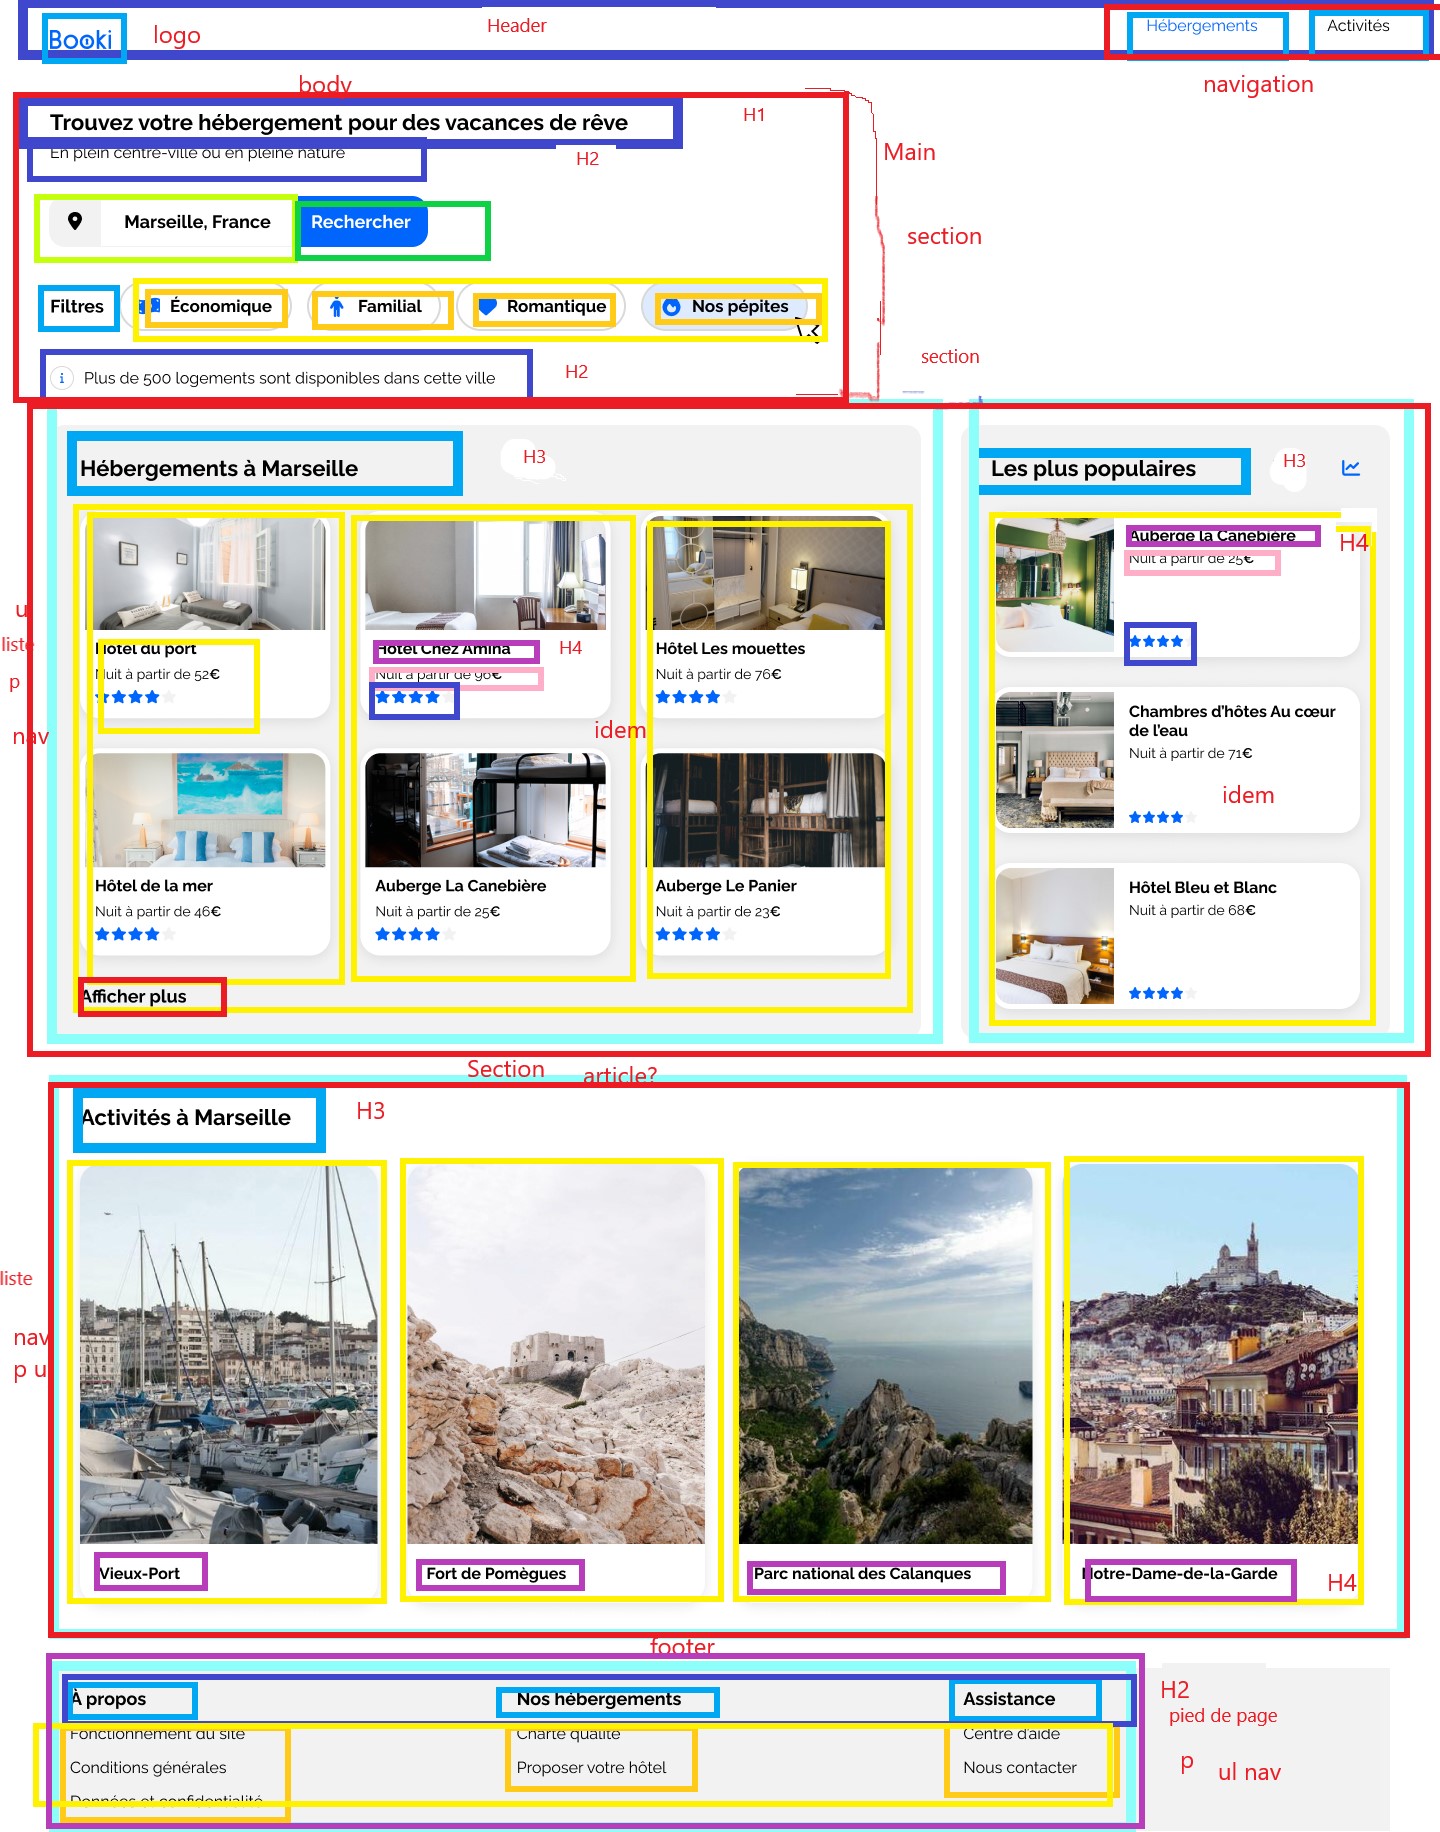 Header
Booki
logo
Hébergements
Activités
body
navigation
Trouvez votre hébergement pour des vacances de rêve
H1
En plein centre-ville ou en pleine nature
H2
Main
Marseille, France
Rechercher
section
Filtres
Économique
Familial
Romantique
Nos pépites
section
Plus de 500 logements sont disponibles dans cette ville
H2
Hébergements à Marseille
H3
Les plus populaires
H3
Auberge la Canebière
H4
Nuit à partir de 25€
u
liste
p
nav
Hôtel du port
Nuit à partir de 52€
Hôtel Chez Amina
H4
Nuit à partir de 96€
Hôtel Les mouettes
Nuit à partir de 76€
idem
Chambres d'hôtes Au cœur
de l'eau
Nuit à partir de 71€
idem
Hôtel de la mer
Nuit à partir de 46€
Auberge La Canebière
Nuit à partir de 25€
Auberge Le Panier
Nuit à partir de 23€
Hôtel Bleu et Blanc
Nuit à partir de 68€
Afficher plus
Section
article?
Activités à Marseille
H3
liste
nav
p u
Vieux-Port
Fort de Pomègues
Parc national des Calanques
Notre-Dame-de-la-Garde
H4
footer
À propos
Nos hébergements
Assistance
H2
pied de page
Fonctionnement du site
Charte qualité
Centre d'aide
Conditions générales
Proposer votre hôtel
Nous contacter
p
ul nav
Données et confidentialité